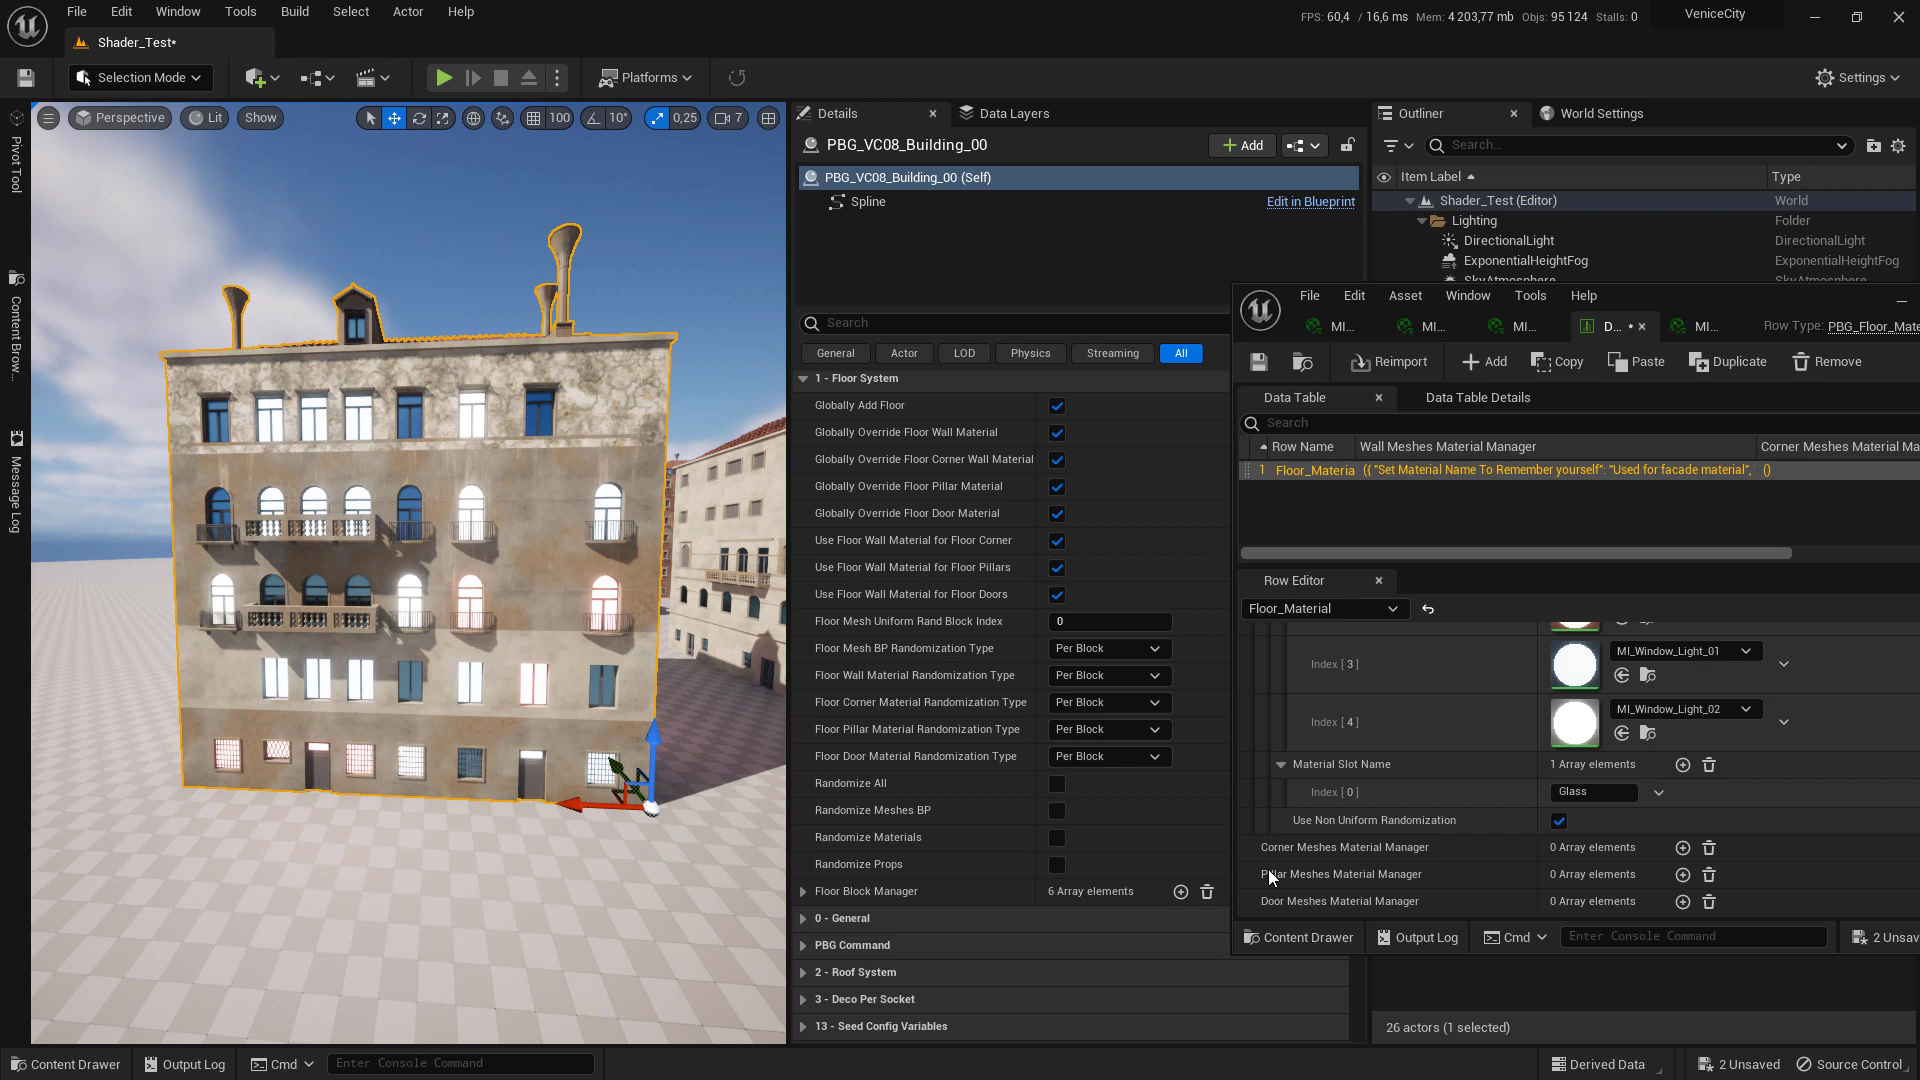 File Edit Window Tools Build Select Actor Help
FPS: 60,4 / 16,6 ms Mem: 4 203,77 mb Objs: 95 124 Stalls: 0
VeniceCity
Shader_Test*
Selection Mode
Platforms
Settings
Pivot Tool
Content Brow...
Message Log
Perspective Lit Show
100 10° 0,25 7
Details
Data Layers
PBG_VC08_Building_00
Add
PBG_VC08_Building_00 (Self)
Spline
Edit in Blueprint
Search
General Actor LOD Physics Streaming All
1 - Floor System
Globally Add Floor
Globally Override Floor Wall Material
Globally Override Floor Corner Wall Material
Globally Override Floor Pillar Material
Globally Override Floor Door Material
Use Floor Wall Material for Floor Corner
Use Floor Wall Material for Floor Pillars
Use Floor Wall Material for Floor Doors
Floor Mesh Uniform Rand Block Index 0
Floor Mesh BP Randomization Type Per Block
Floor Wall Material Randomization Type Per Block
Floor Corner Material Randomization Type Per Block
Floor Pillar Material Randomization Type Per Block
Floor Door Material Randomization Type Per Block
Randomize All
Randomize Meshes BP
Randomize Materials
Randomize Props
Floor Block Manager 6 Array elements
0 - General
PBG Command
2 - Roof System
3 - Deco Per Socket
13 - Seed Config Variables
Outliner
World Settings
Search...
Item Label Type
Shader_Test (Editor) World
Lighting Folder
DirectionalLight DirectionalLight
ExponentialHeightFog ExponentialHeightFog
SkyAtmosphere SkyAtmosphere
File Edit Asset Window Tools Help
MI... MI... MI... D... * MI...
Row Type: PBG_Floor_Mate
Reimport Add Copy Paste Duplicate Remove
Data Table
Data Table Details
Search
Row Name Wall Meshes Material Manager Corner Meshes Material Ma
1 Floor_Materia ({ "Set Material Name To Remember yourself": "Used for facade material", ()
Row Editor
Floor_Material
Index [ 3 ] MI_Window_Light_01
Index [ 4 ] MI_Window_Light_02
Material Slot Name 1 Array elements
Index [ 0 ] Glass
Use Non Uniform Randomization
Corner Meshes Material Manager 0 Array elements
Pillar Meshes Material Manager 0 Array elements
Door Meshes Material Manager 0 Array elements
Content Drawer Output Log Cmd Enter Console Command 2 Unsav
26 actors (1 selected)
Content Drawer Output Log Cmd Enter Console Command
Derived Data 2 Unsaved Source Control